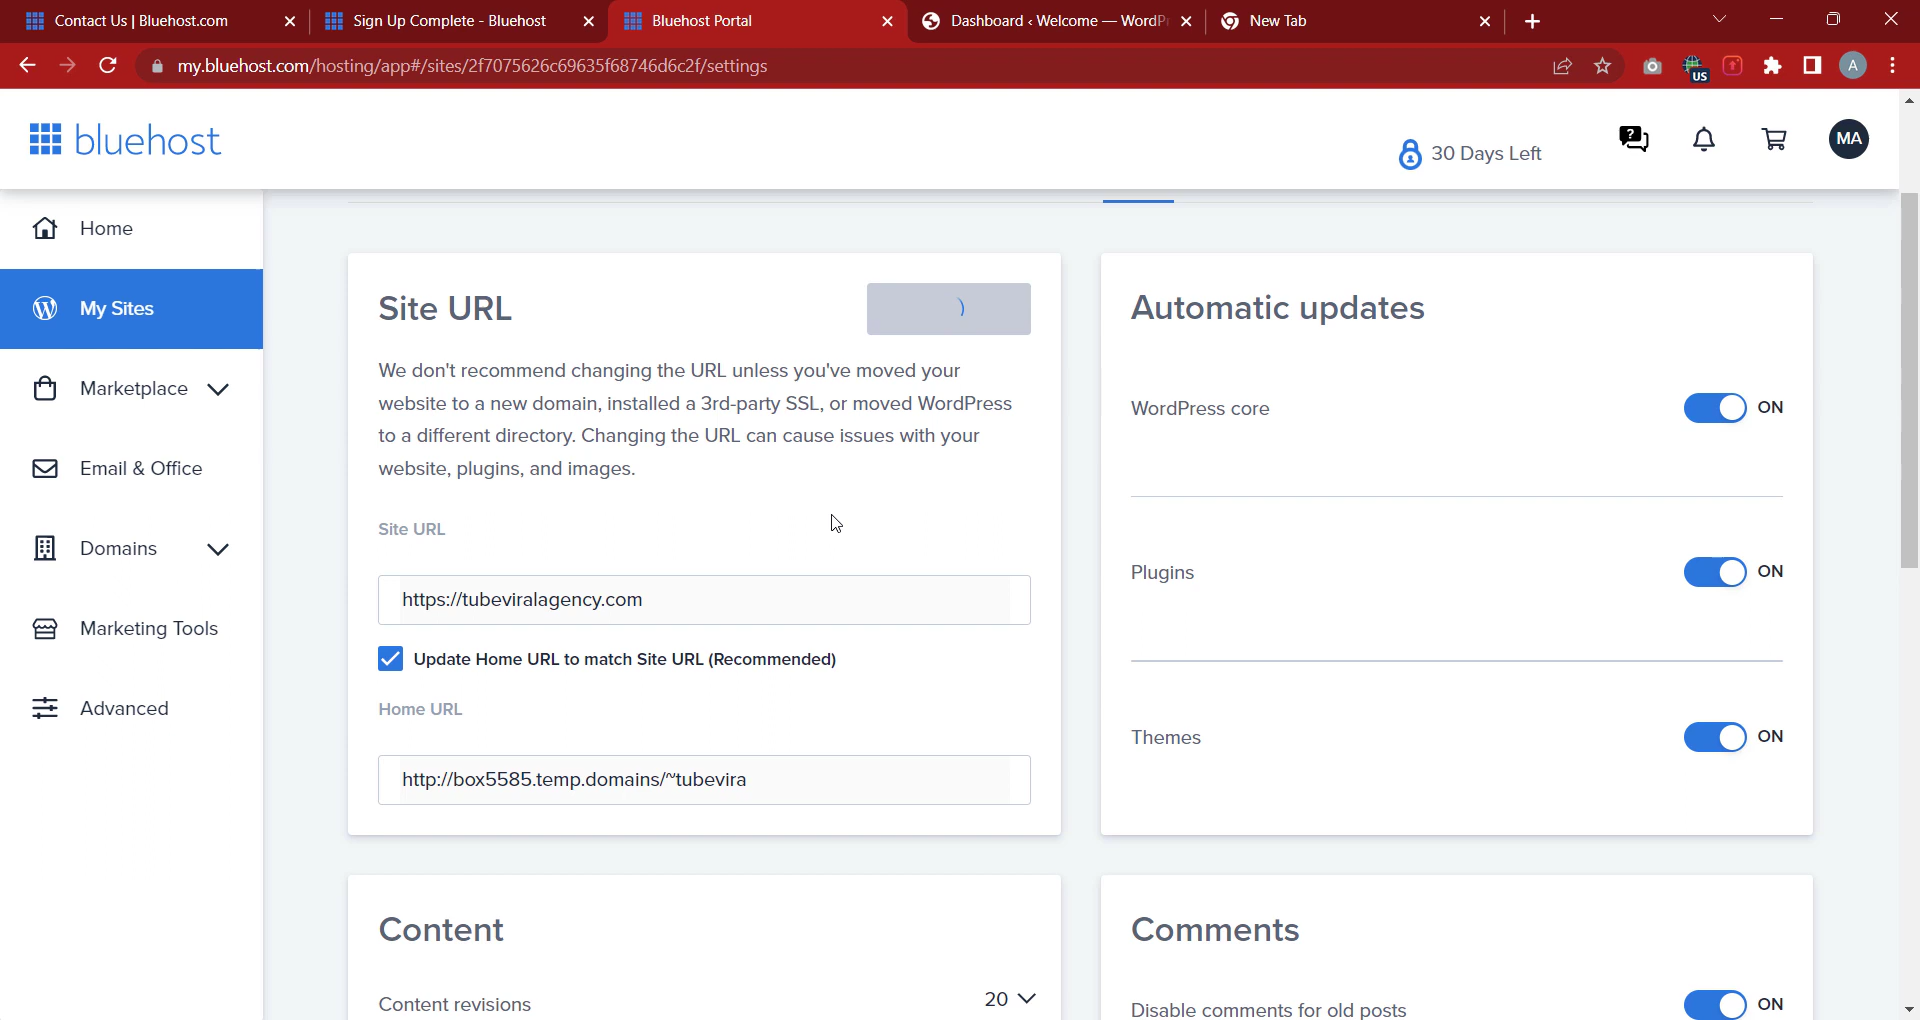 Contact Us | Bluehost.com
Sign Up Complete - Bluehost
Bluehost Portal
Dashboard ‹ Welcome — WordPr
New Tab
my.bluehost.com/hosting/app#/sites/2f7075626c69635f68746d6c2f/settings
US
A
bluehost
30 Days Left
?
MA
Home
My Sites
Marketplace
Email & Office
Domains
Marketing Tools
Advanced
Site URL
We don't recommend changing the URL unless you've moved your
website to a new domain, installed a 3rd-party SSL, or moved WordPress
to a different directory. Changing the URL can cause issues with your
website, plugins, and images.
Site URL
https://tubeviralagency.com
Update Home URL to match Site URL (Recommended)
Home URL
http://box5585.temp.domains/~tubevira
Automatic updates
WordPress core
ON
Plugins
ON
Themes
ON
Content
Content revisions
20
Comments
Disable comments for old posts
ON